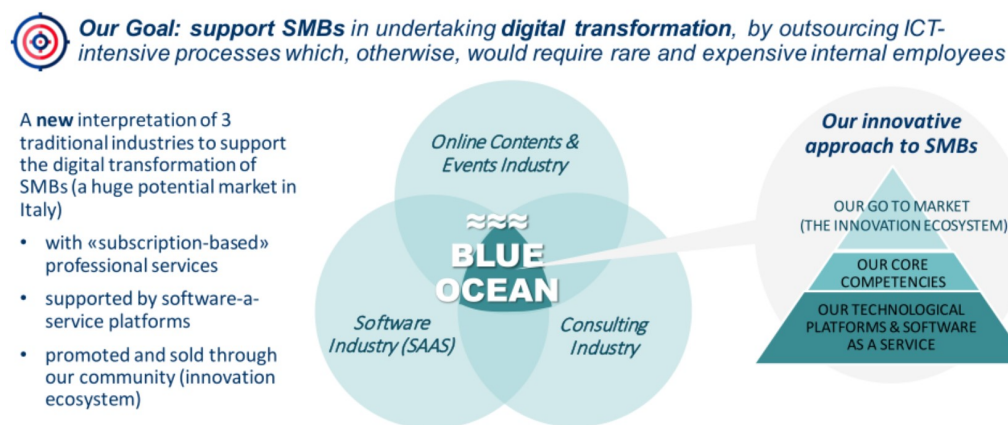 Our Goal: support SMBs in undertaking digital transformation, by outsourcing ICT-
intensive processes which, otherwise, would require rare and expensive internal employees
A new interpretation of 3
traditional industries to support
the digital transformation of
SMBs (a huge potential market in
Italy)
• with «subscription-based»
professional services
• supported by software-a-
service platforms
• promoted and sold through
our community (innovation
ecosystem)
Online Contents &
Events Industry
BLUE
OCEAN
Software
Industry (SAAS)
Consulting
Industry
Our innovative
approach to SMBs
OUR GO TO MARKET
(THE INNOVATION ECOSYSTEM)
OUR CORE
COMPETENCIES
OUR TECHNOLOGICAL
PLATFORMS & SOFTWARE
AS A SERVICE